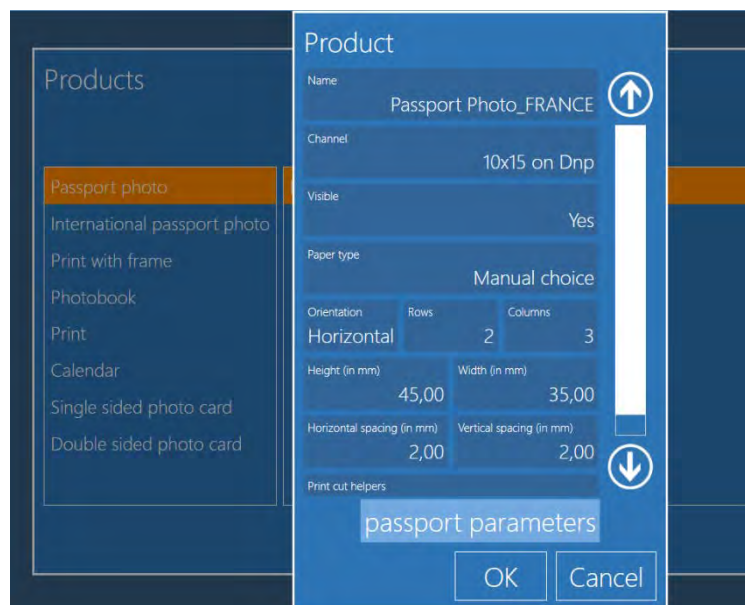 Products
Passport photo
International passport photo
Print with frame
Photobook
Print
Calendar
Single sided photo card
Double sided photo card
Product
Name
Passport Photo_FRANCE
Channel
10x15 on Dnp
Visible
Yes
Paper type
Manual choice
Orientation
Horizontal
Rows
2
Columns
3
Height (in mm)
45,00
Width (in mm)
35,00
Horizontal spacing (in mm)
2,00
Vertical spacing (in mm)
2,00
Print cut helpers
passport parameters
OK
Cancel